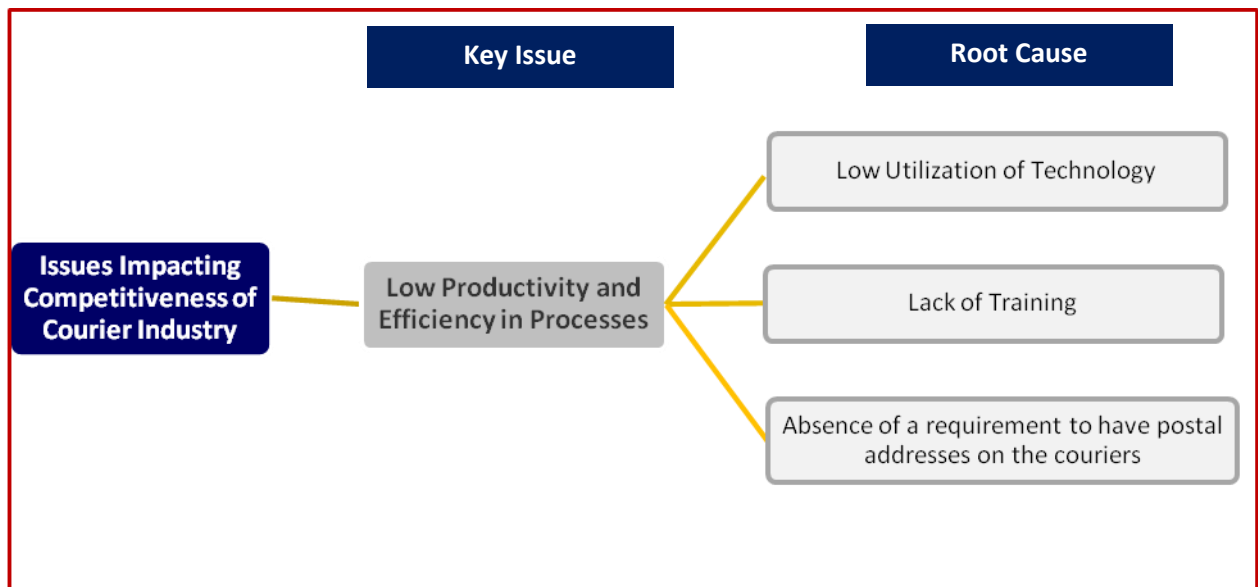 Key Issue
Root Cause
Low Utilization of Technology
Issues Impacting
Competitiveness of
Courier Industry
Low Productivity and
Efficiency in Processes
Lack of Training
Absence of a requirement to have postal
addresses on the couriers